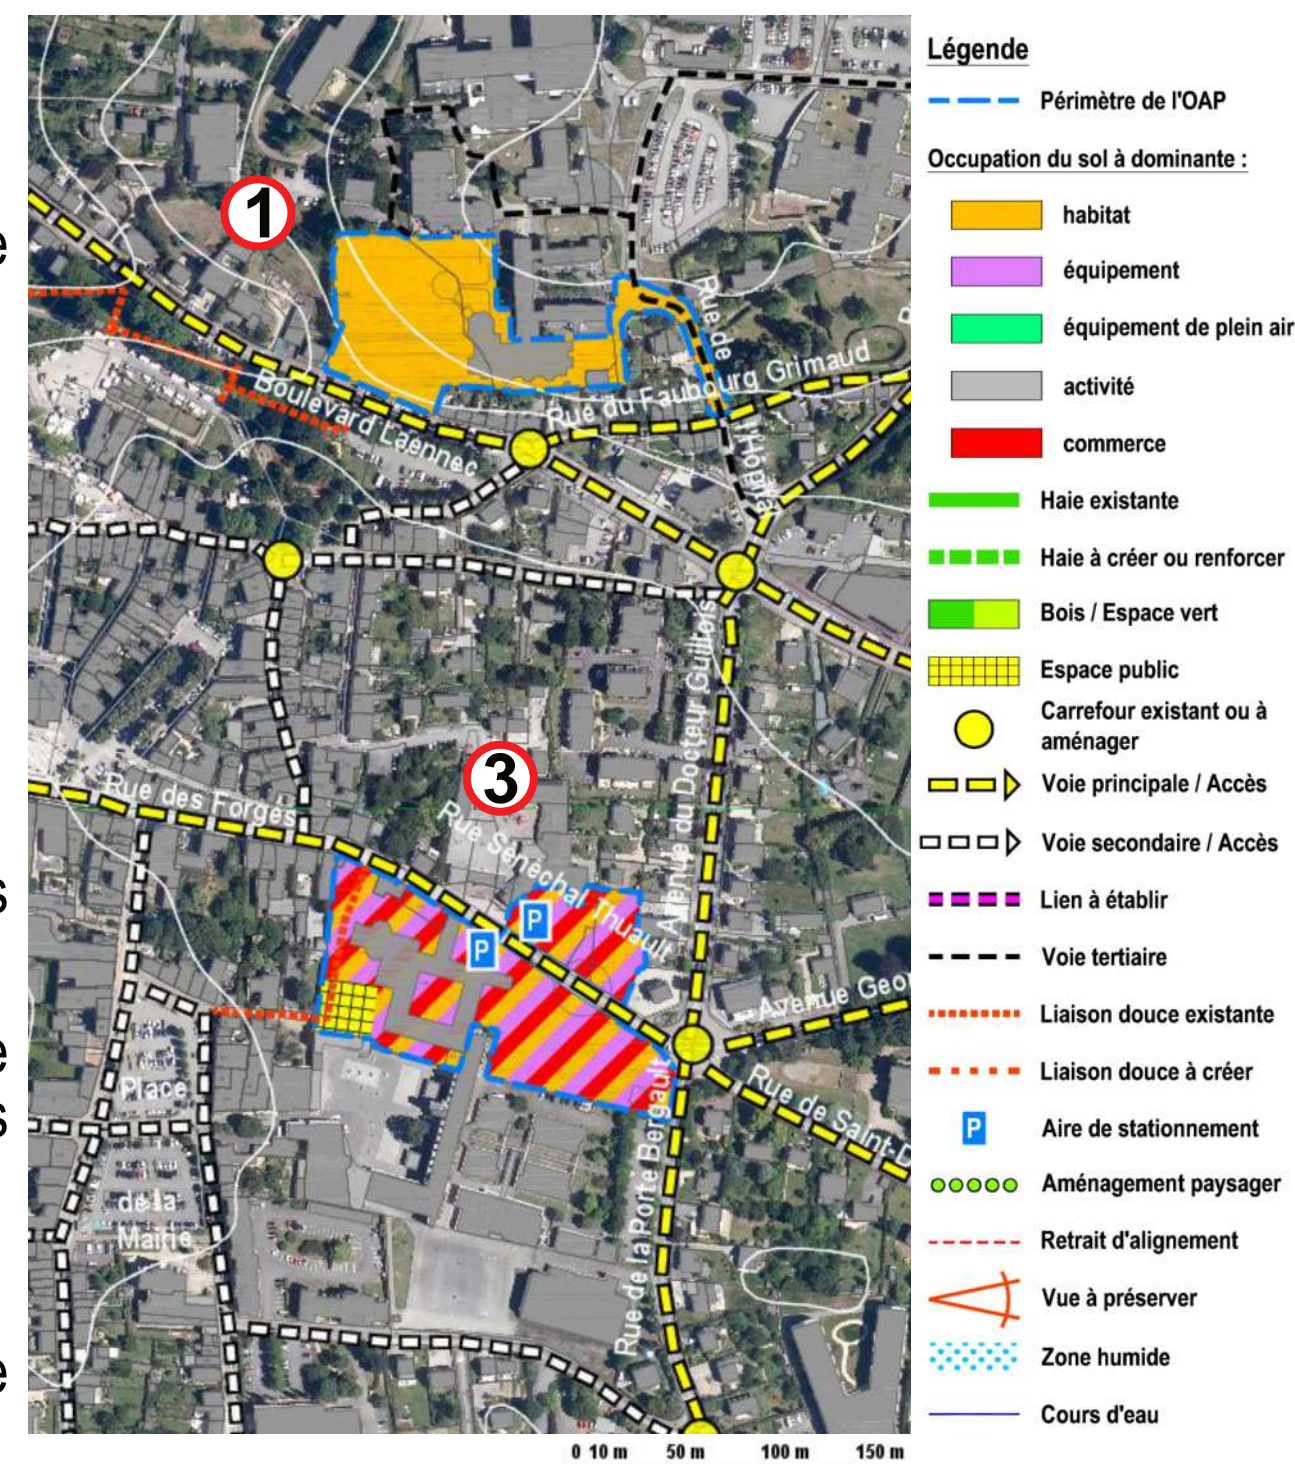 1
Boulevard Laennec
Rue du Faubourg Grimaud
Rue de l'Hôpital
Avenue du Docteur Guillois
3
Rue des Forges
Rue Sénéchal Thuault
P
P
Avenue Geor
Rue de Saint-D
Rue de la Porte Bergault
Place
de la
Mairie
0 10 m 50 m 100 m 150 m
Légende
Périmètre de l'OAP
Occupation du sol à dominante :
habitat
équipement
équipement de plein air
activité
commerce
Haie existante
Haie à créer ou renforcer
Bois / Espace vert
Espace public
Carrefour existant ou à
aménager
Voie principale / Accès
Voie secondaire / Accès
Lien à établir
Voie tertiaire
Liaison douce existante
Liaison douce à créer
P Aire de stationnement
Aménagement paysager
Retrait d'alignement
Vue à préserver
Zone humide
Cours d'eau